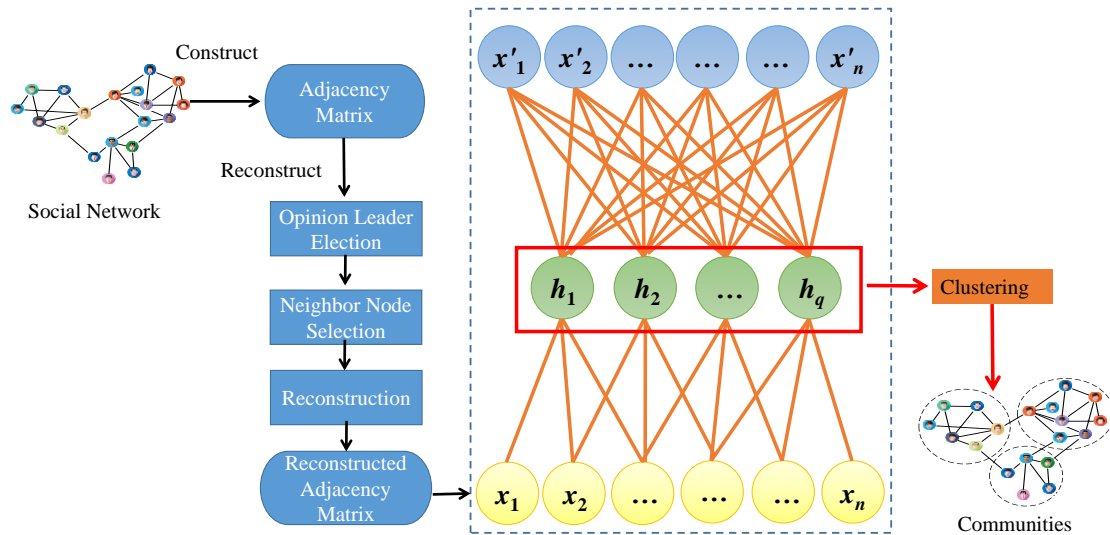 Construct
Social Network
Adjacency
Matrix
Reconstruct
Opinion Leader
Election
Neighbor Node
Selection
Reconstruction
Reconstructed
Adjacency
Matrix
x'1 x'2 ... ... ... x'n
h1 h2 ... hq
x1 x2 ... ... ... xn
Clustering
Communities